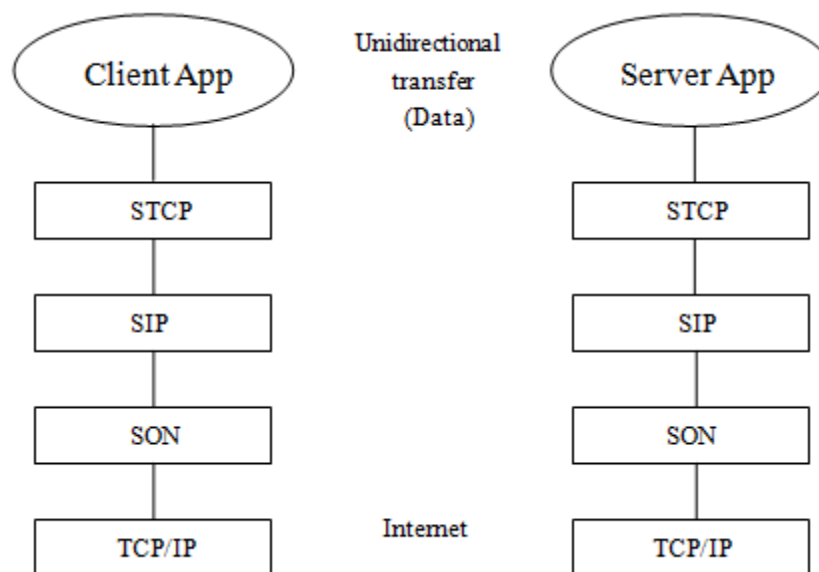 Client App
Unidirectional
transfer
(Data)
Server App
STCP
STCP
SIP
SIP
SON
SON
Internet
TCP/IP
TCP/IP